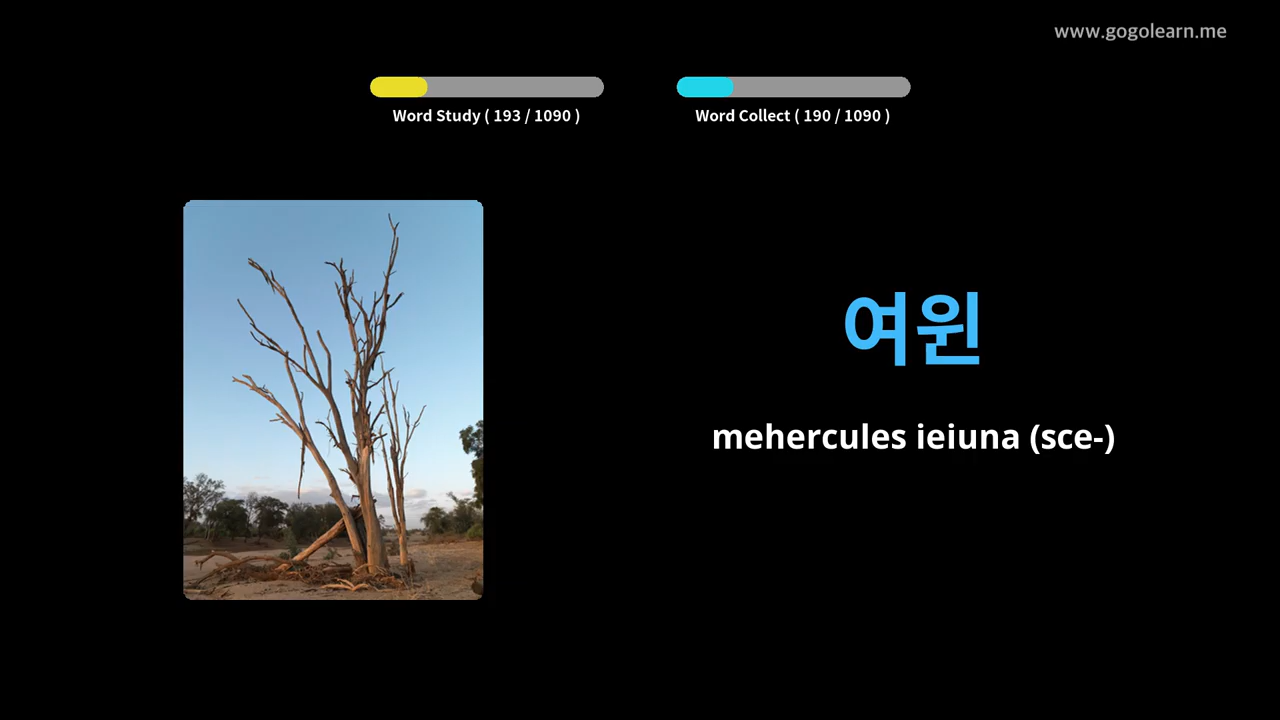 www.gogolearn.me
Word Study ( 193 / 1090 )
Word Collect ( 190 / 1090 )
여윈
mehercules ieiuna (sce-)